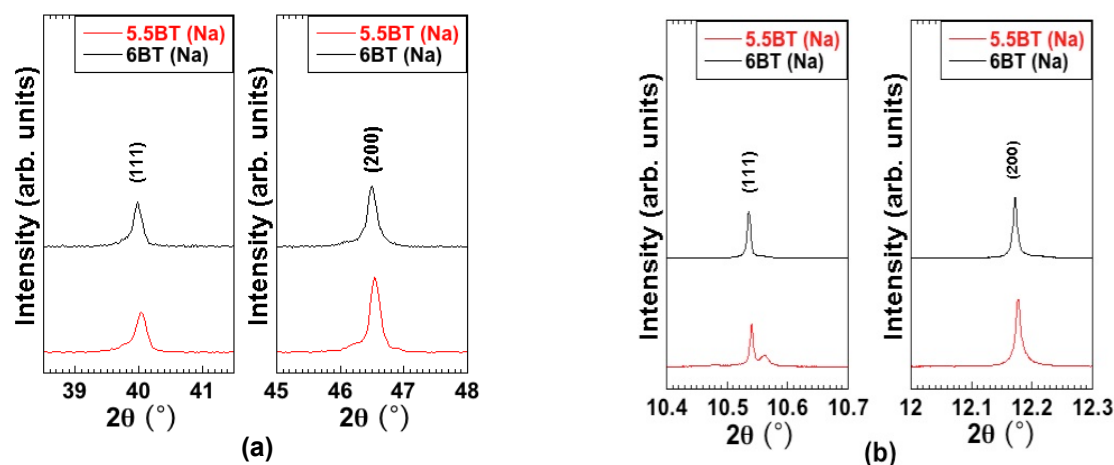 5.5BT (Na)
6BT (Na)
Intensity (arb. units)
(111)
39 40 41
2θ (°)
5.5BT (Na)
6BT (Na)
Intensity (arb. units)
(200)
45 46 47 48
2θ (°)
(a)
5.5BT (Na)
6BT (Na)
Intensity (arb. units)
(111)
10.4 10.5 10.6 10.7
2θ (°)
5.5BT (Na)
6BT (Na)
Intensity (arb. units)
(200)
12 12.1 12.2 12.3
2θ (°)
(b)